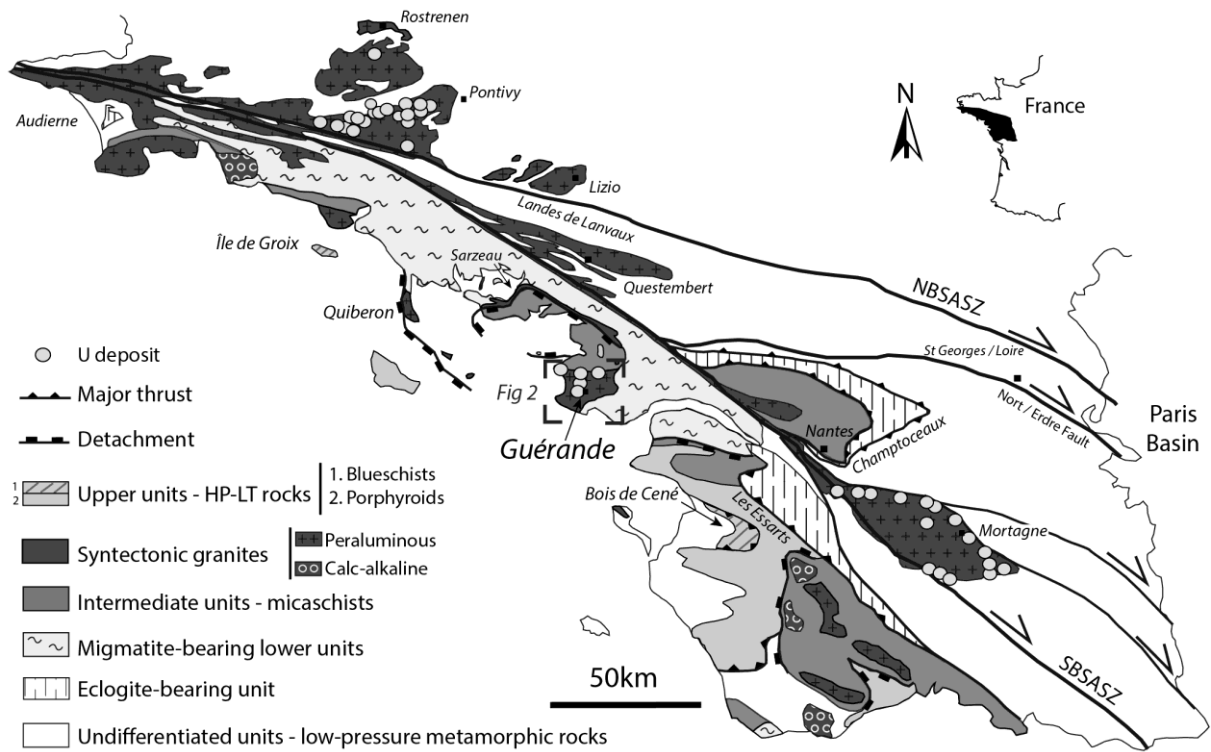 Rostrenen
Pontivy
Audierne
Lizio
Landes de Lanvaux
Île de Groix
Sarzeau
Questembert
Quiberon
N
France
NBSASZ
St Georges / Loire
Nort / Erdre Fault
Paris
Basin
Fig 2
Guérande
Nantes
Champtoceaux
Bois de Cené
Les Essarts
Mortagne
SBSASZ
50km
U deposit
Major thrust
Detachment
1
2
Upper units - HP-LT rocks
1. Blueschists
2. Porphyroids
Syntectonic granites
Peraluminous
Calc-alkaline
Intermediate units - micaschists
Migmatite-bearing lower units
Eclogite-bearing unit
Undifferentiated units - low-pressure metamorphic rocks